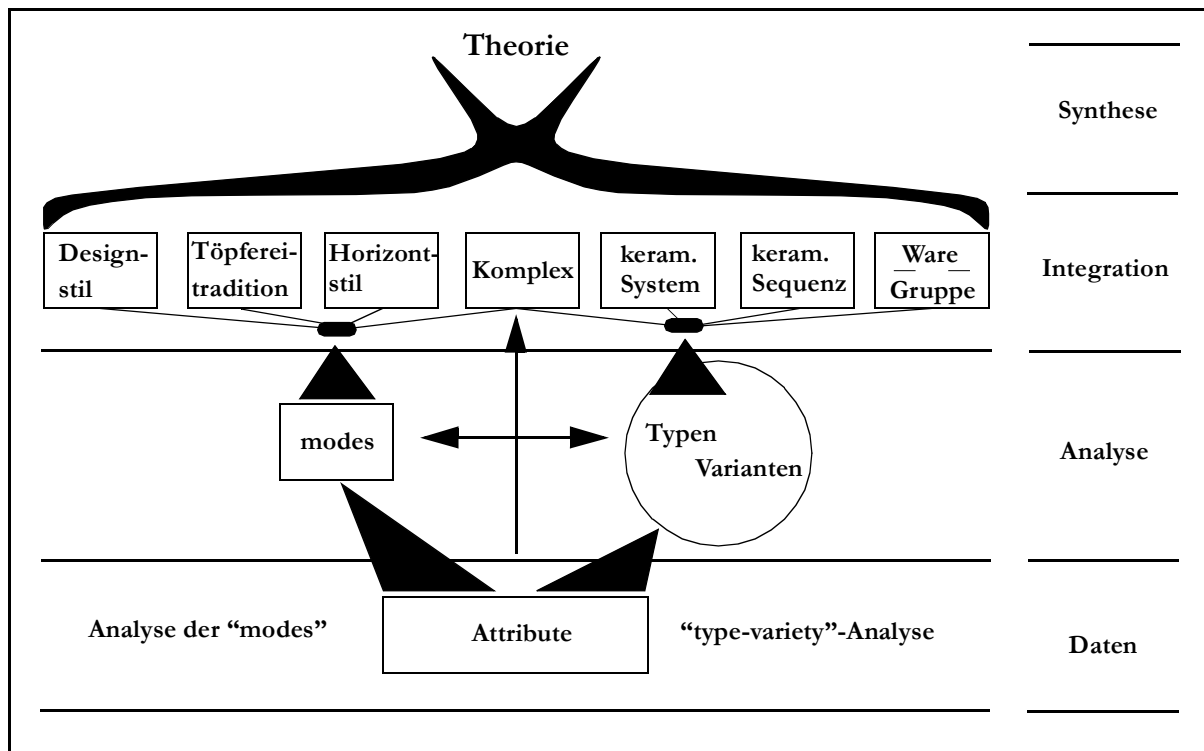 Theorie
Synthese
Design-
stil
Töpferei-
tradition
Horizont-
stil
Komplex
keram.
System
keram.
Sequenz
Ware
Gruppe
Integration
modes
Typen
Varianten
Analyse
Analyse der “modes”
Attribute
“type-variety”-Analyse
Daten